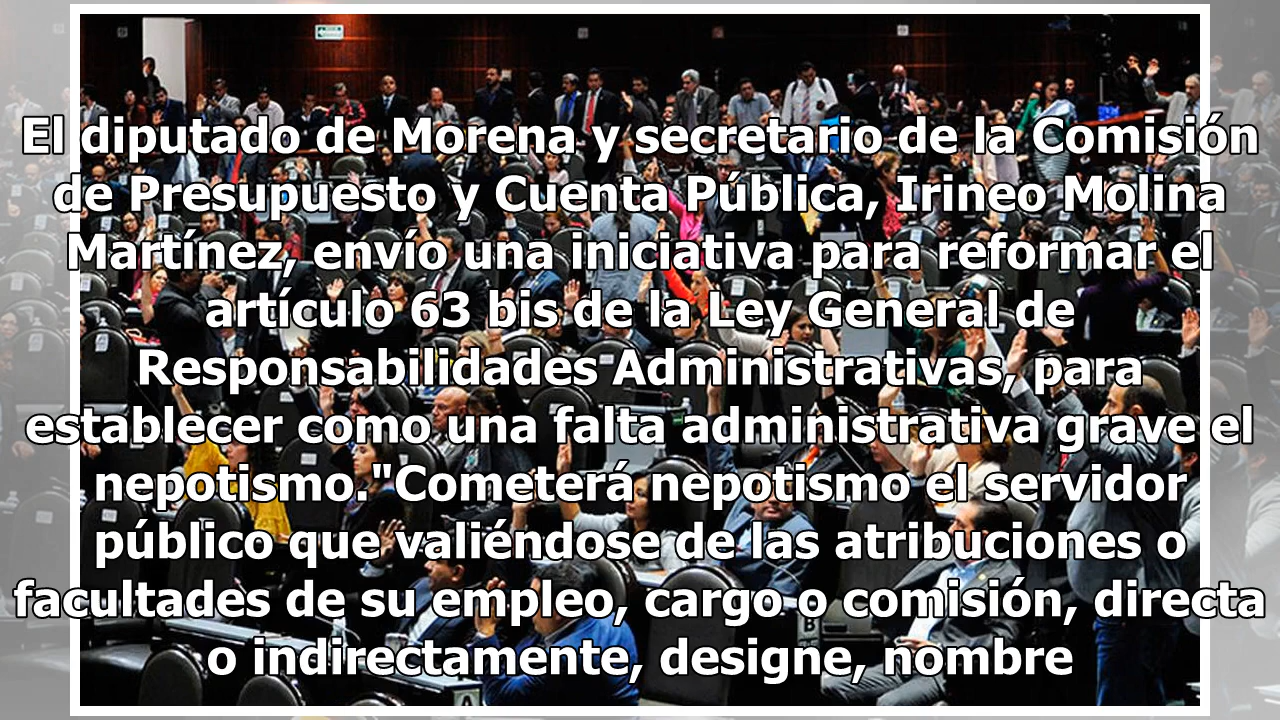 El diputado de Morena y secretario de la Comisión
de Presupuesto y Cuenta Pública, Irineo Molina
Martínez, envío una iniciativa para reformar el
artículo 63 bis de la Ley General de
Responsabilidades Administrativas, para
establecer como una falta administrativa grave el
nepotismo."Cometerá nepotismo el servidor
público que valiéndose de las atribuciones o
facultades de su empleo, cargo o comisión, directa
o indirectamente, designe, nombre
B
A